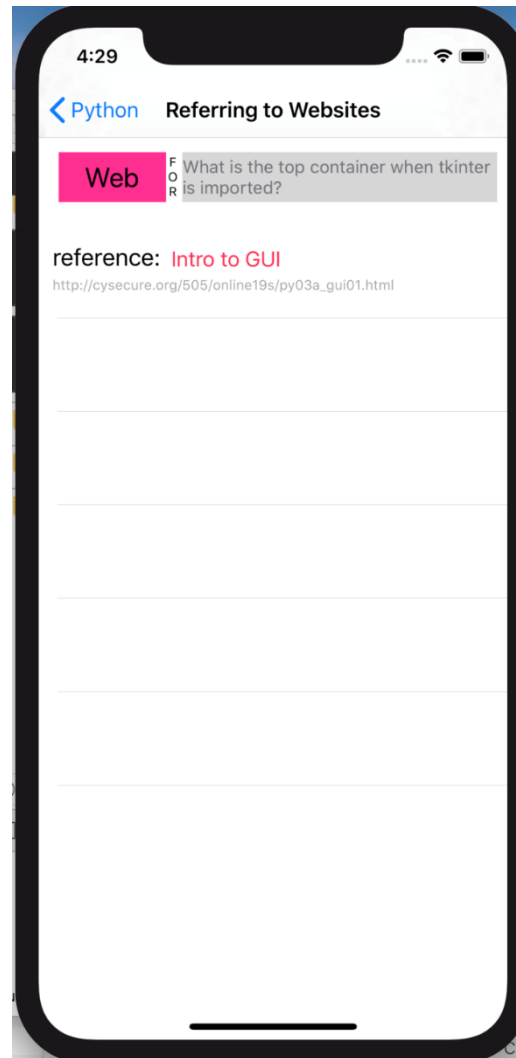 4:29
Python Referring to Websites
Web
FOR
What is the top container when tkinter
is imported?
reference: Intro to GUI
http://cysecure.org/505/online19s/py03a_gui01.html